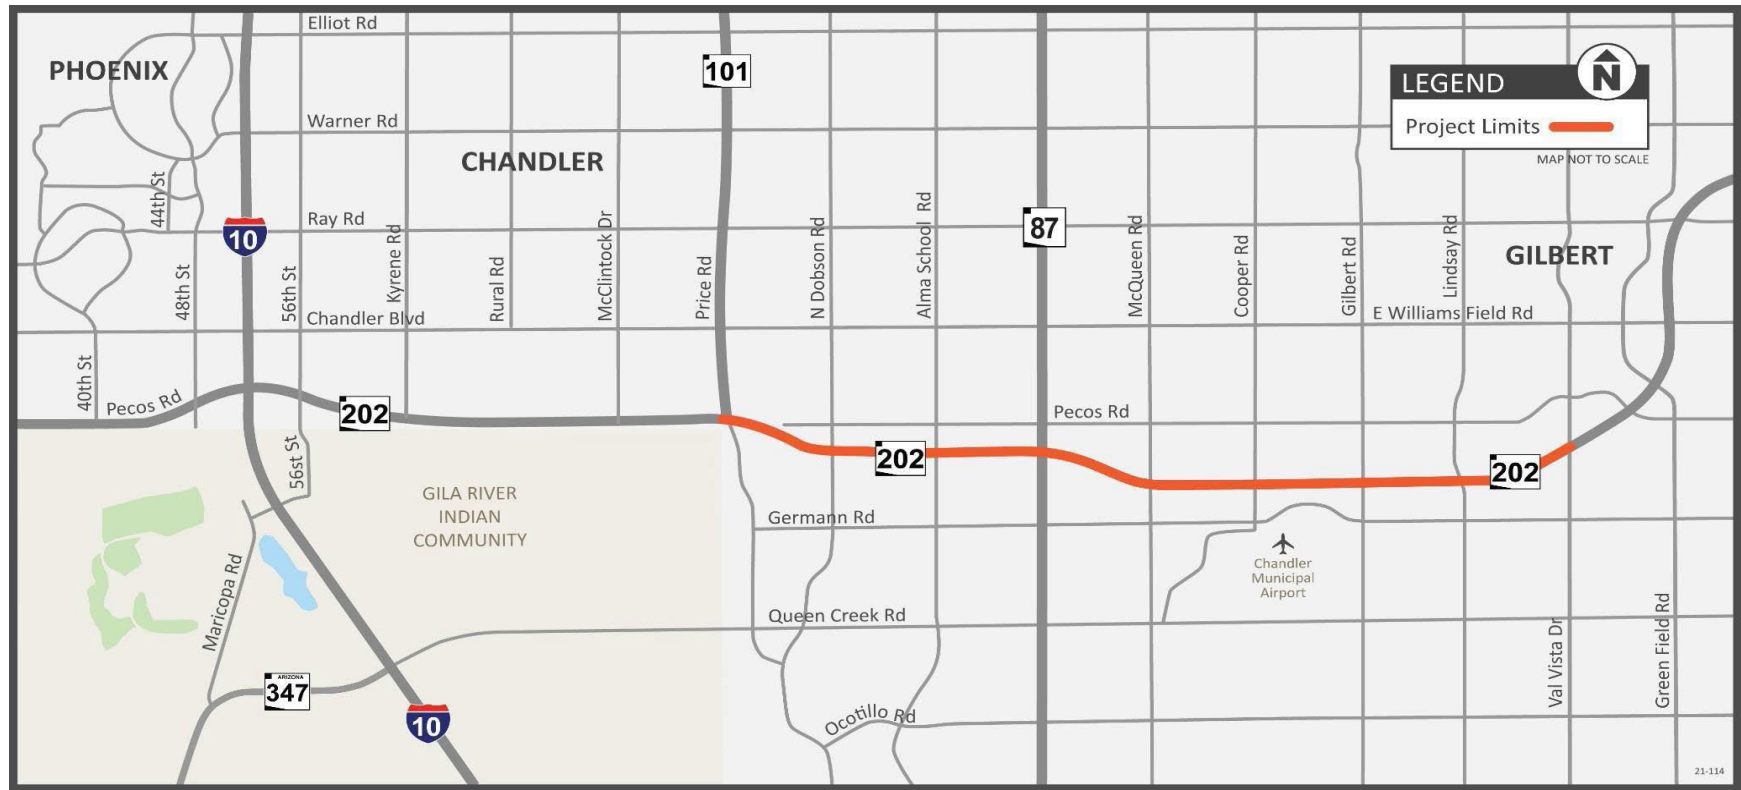 Elliot Rd
PHOENIX
101
LEGEND
N
Project Limits
MAP NOT TO SCALE
Warner Rd
CHANDLER
44th St
Ray Rd
10
Kyrene Rd
McClintock Dr
N Dobson Rd
Alma School Rd
87
McQueen Rd
Cooper Rd
Gilbert Rd
Lindsay Rd
GILBERT
48th St
56th St
Rural Rd
Price Rd
Chandler Blvd
E Williams Field Rd
40th St
Pecos Rd
202
Pecos Rd
202
202
56st St
GILA RIVER
INDIAN
COMMUNITY
Germann Rd
Chandler
Municipal
Airport
Maricopa Rd
Queen Creek Rd
Val Vista Dr
Green Field Rd
ARIZONA
347
10
Ocotillo Rd
21-114